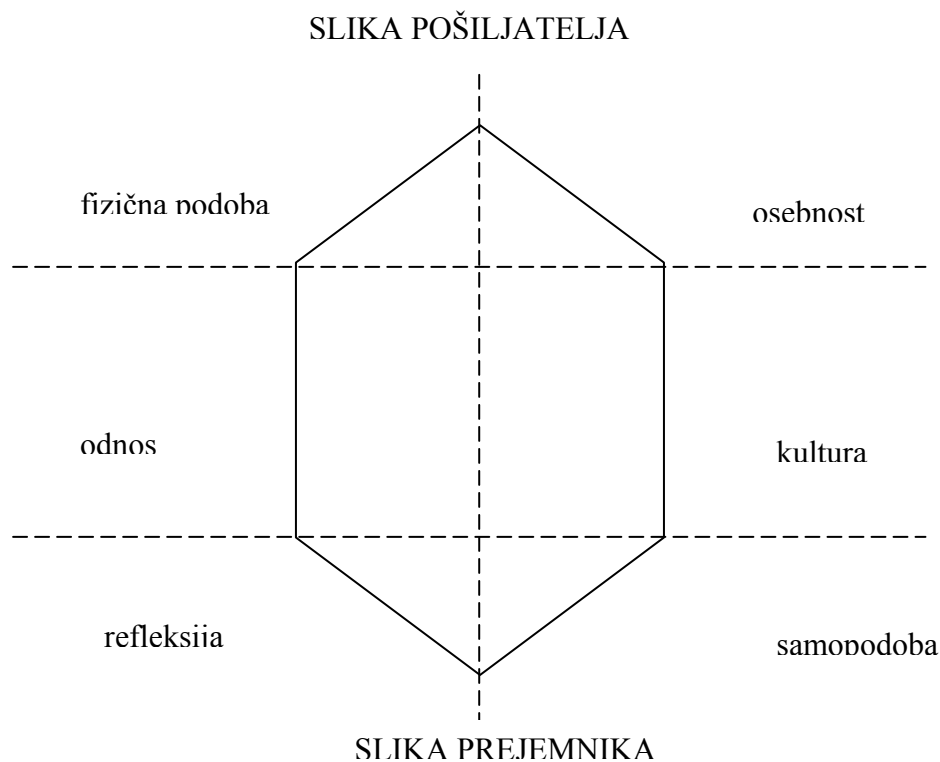 SLIKA POŠILJATELJA
fizična podoba
osebnost
odnos
kultura
refleksija
samopodoba
SLIKA PREJEMNIKA